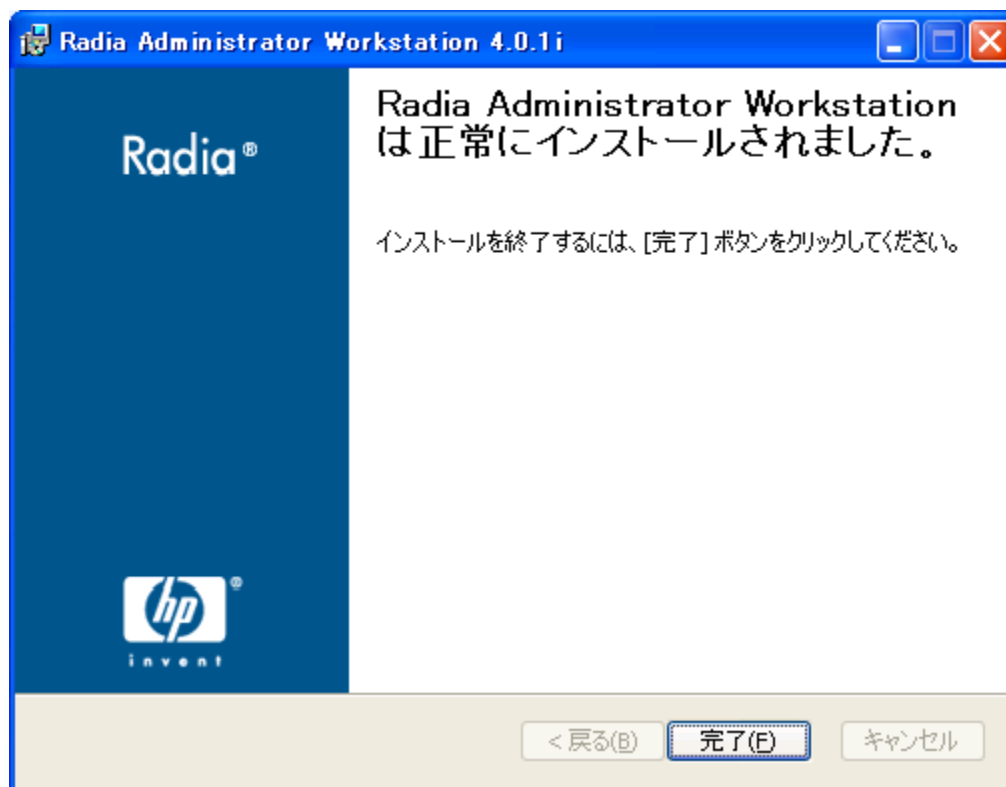 Radia Administrator Workstation 4.0.1i
Radia®
Radia Administrator Workstation
は正常にインストールされました。
インストールを終了するには、[完了] ボタンをクリックしてください。
hp®
invent
< 戻る(B)
完了(F)
キャンセル